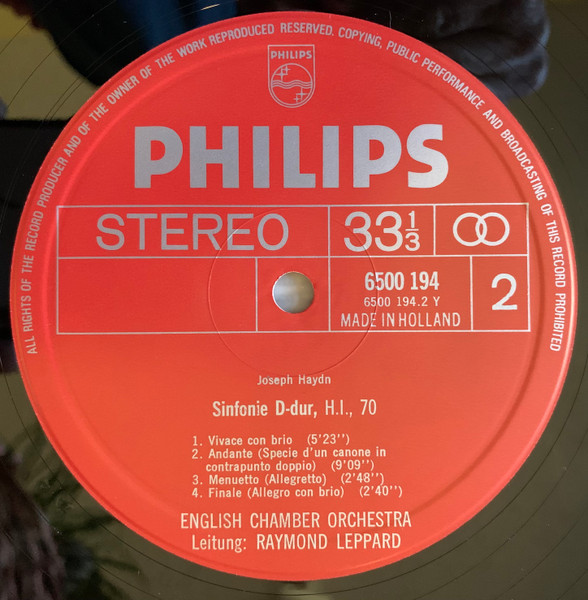 ALL RIGHTS OF THE RECORD PRODUCER AND OF THE OWNER OF THE WORK REPRODUCED RESERVED. COPYING, PUBLIC PERFORMANCE AND BROADCASTING OF THIS RECORD PROHIBITED
PHILIPS
PHILIPS
STEREO 33 1/3
6500 194
6500 194.2 Y
MADE IN HOLLAND
2
Joseph Haydn
Sinfonie D-dur, H.I., 70
1. Vivace con brio (5'23'')
2. Andante (Specie d'un canone in
contrapunto doppio) (9'09'')
3. Menuetto (Allegretto) (2'48'')
4. Finale (Allegro con brio) (2'40'')
ENGLISH CHAMBER ORCHESTRA
Leitung: RAYMOND LEPPARD